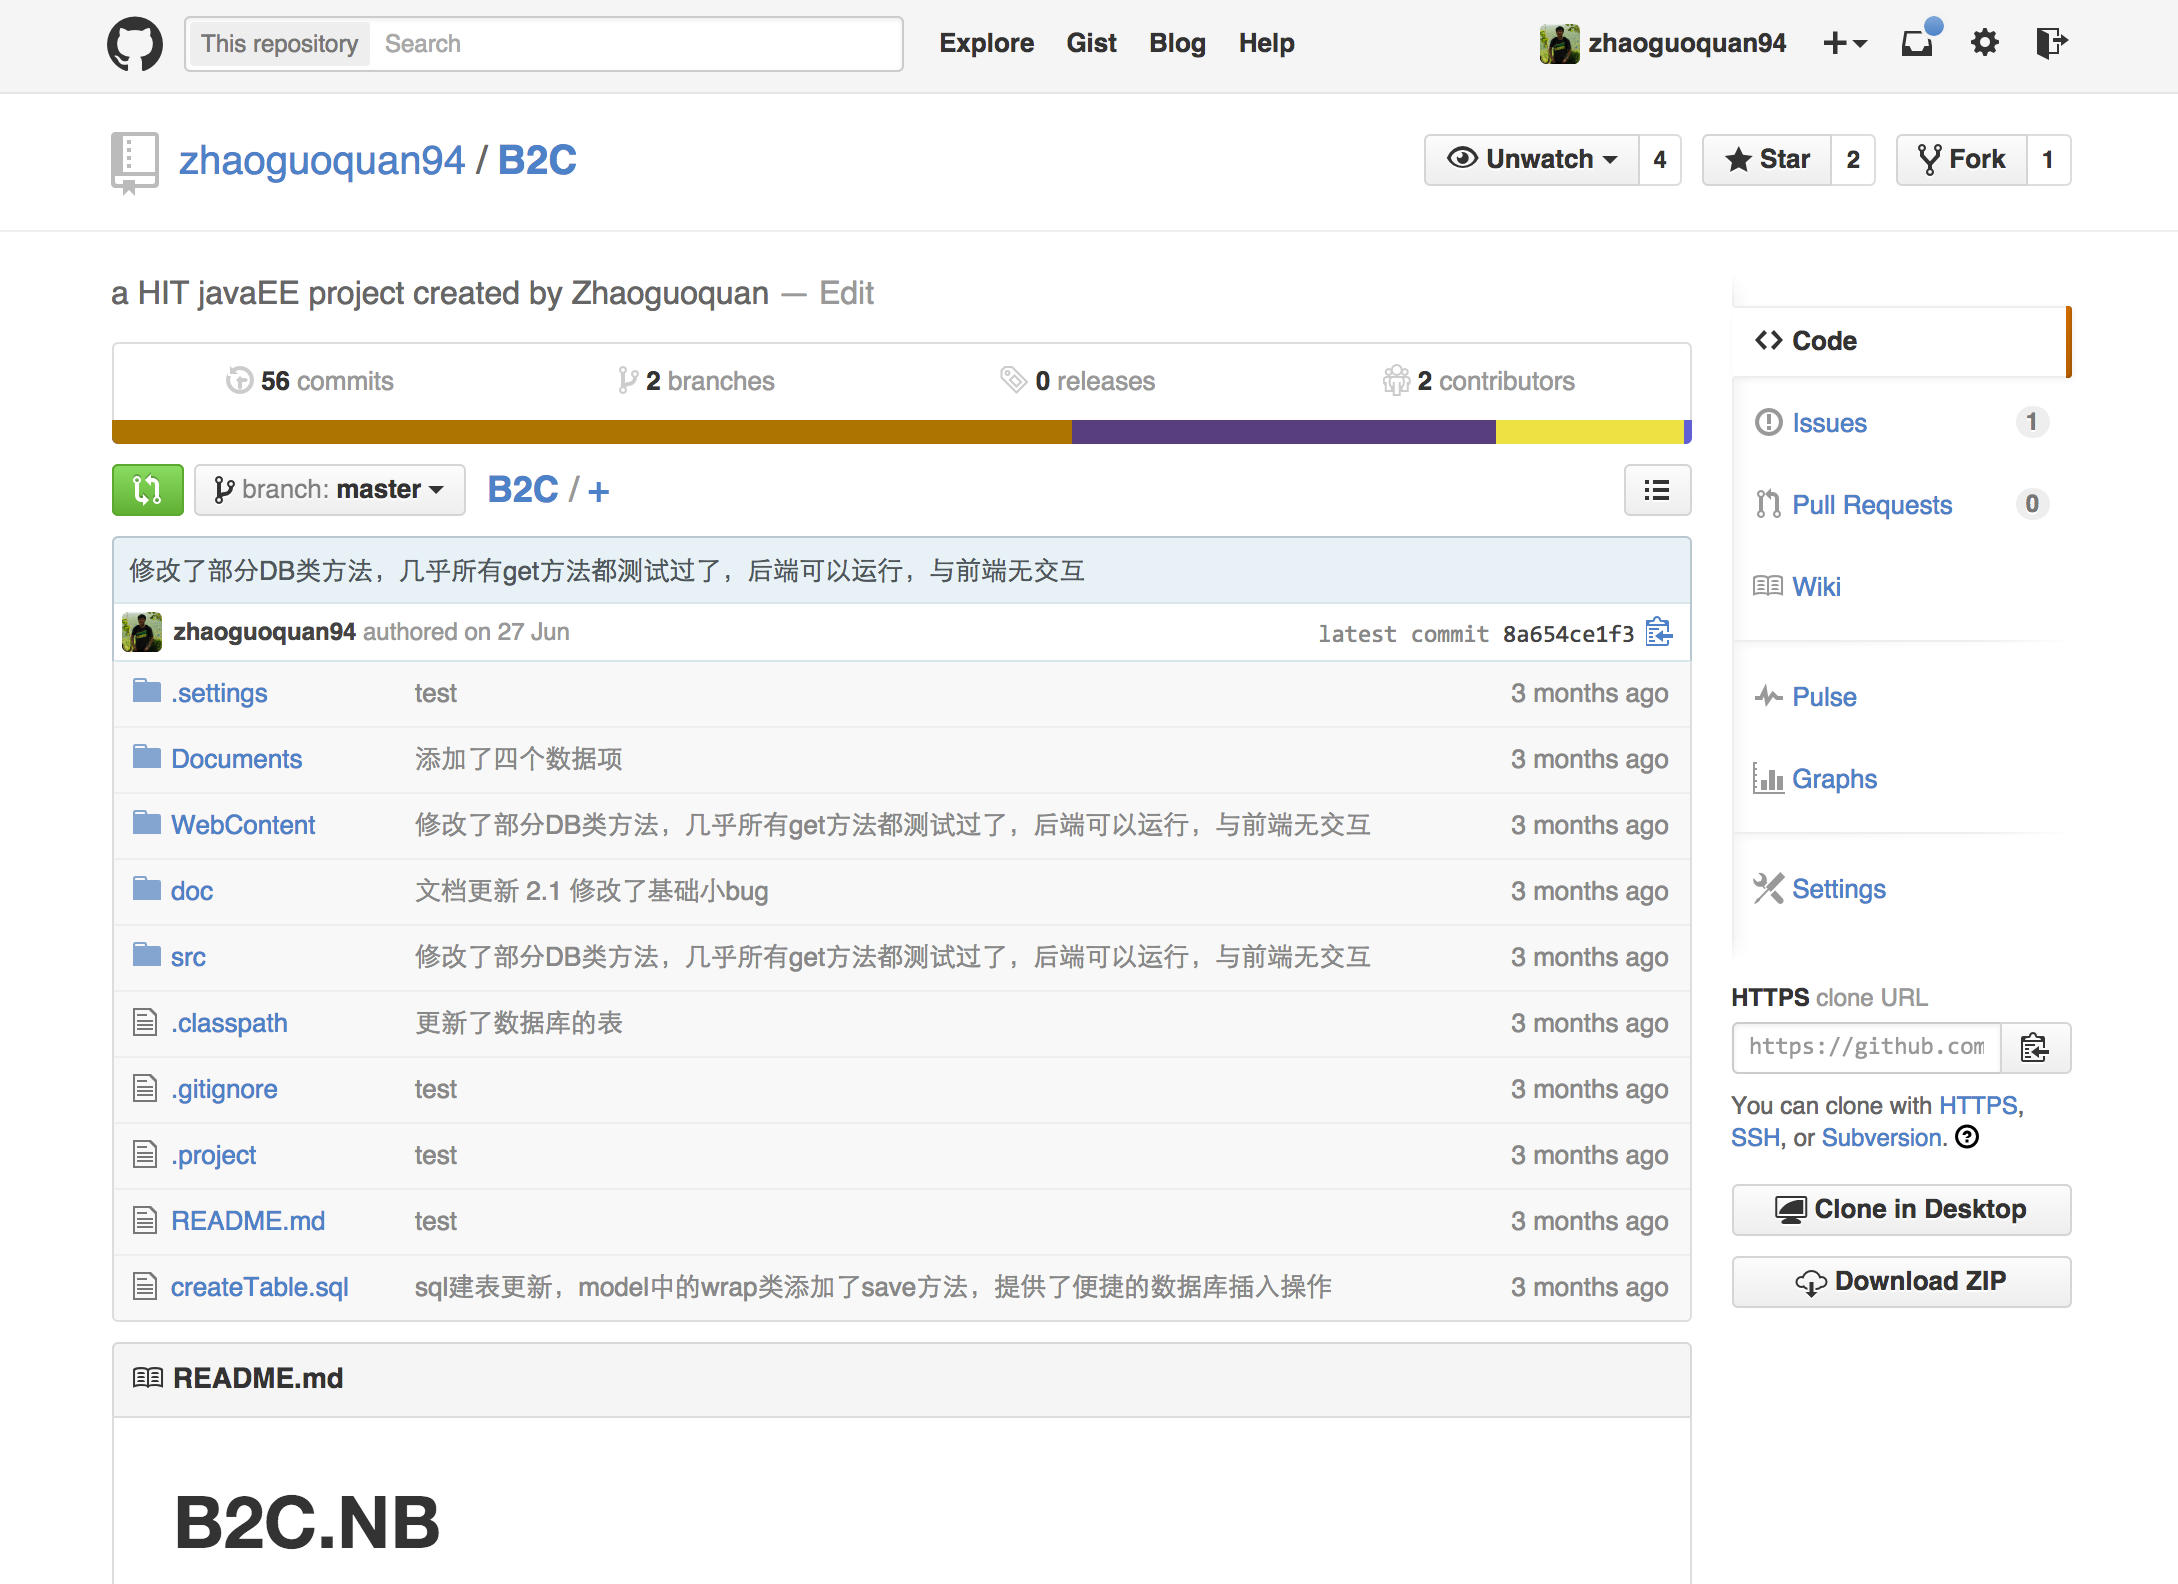 This repository Search Explore Gist Blog Help zhaoguoquan94
zhaoguoquan94 / B2C Unwatch 4 Star 2 Fork 1
a HIT javaEE project created by Zhaoguoquan — Edit
56 commits 2 branches 0 releases 2 contributors
branch: master B2C / +
修改了部分DB类方法，几乎所有get方法都测试过了，后端可以运行，与前端无交互
zhaoguoquan94 authored on 27 Jun latest commit 8a654ce1f3
.settings test 3 months ago
Documents 添加了四个数据项 3 months ago
WebContent 修改了部分DB类方法，几乎所有get方法都测试过了，后端可以运行，与前端无交互 3 months ago
doc 文档更新 2.1 修改了基础小bug 3 months ago
src 修改了部分DB类方法，几乎所有get方法都测试过了，后端可以运行，与前端无交互 3 months ago
.classpath 更新了数据库的表 3 months ago
.gitignore test 3 months ago
.project test 3 months ago
README.md test 3 months ago
createTable.sql sql建表更新，model中的wrap类添加了save方法，提供了便捷的数据库插入操作 3 months ago
README.md
B2C.NB
Code
Issues 1
Pull Requests 0
Wiki
Pulse
Graphs
Settings
HTTPS clone URL
https://github.com
You can clone with HTTPS,
SSH, or Subversion.
Clone in Desktop
Download ZIP